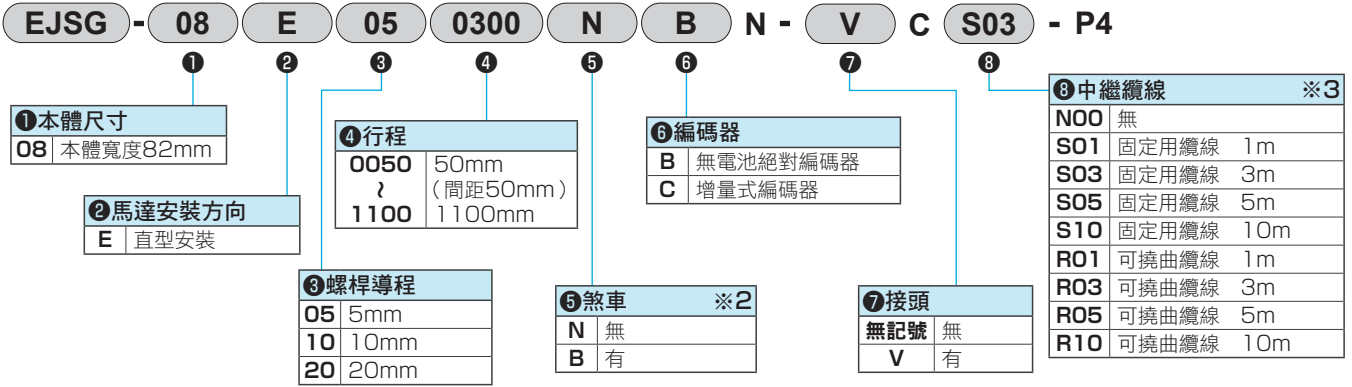 EJSG - 08 E 05 0300 N B N - V C S03 - P4
❶ ❷ ❸ ❹ ❺ ❻ ❼ ❽
❶本體尺寸
08 本體寬度82mm
❷馬達安裝方向
E 直型安裝
❸螺桿導程
05 5mm
10 10mm
20 20mm
❹行程
0050 50mm
≀ （間距50mm）
1100 1100mm
❺煞車 ※2
N 無
B 有
❻編碼器
B 無電池絕對編碼器
C 增量式編碼器
❼接頭
無記號 無
V 有
❽中繼纜線 ※3
N00 無
S01 固定用纜線 1m
S03 固定用纜線 3m
S05 固定用纜線 5m
S10 固定用纜線 10m
R01 可撓曲纜線 1m
R03 可撓曲纜線 3m
R05 可撓曲纜線 5m
R10 可撓曲纜線 10m